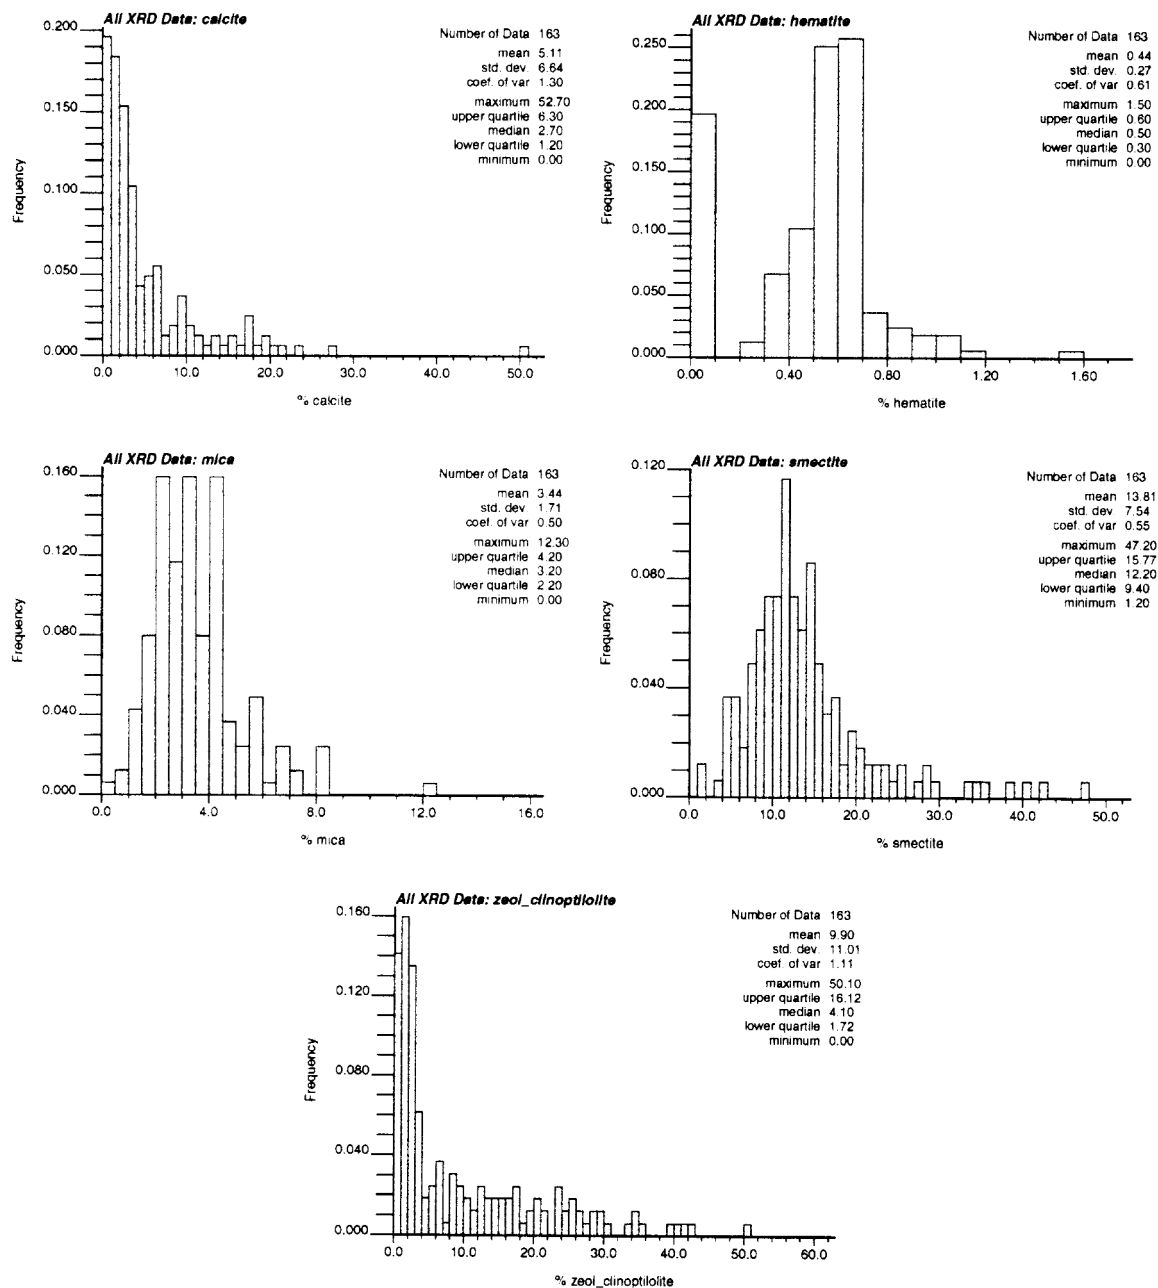 All XRD Data: calcite
Number of Data 163
mean 5.11
std. dev. 6.64
coef. of var 1.30
maximum 52.70
upper quartile 6.30
median 2.70
lower quartile 1.20
minimum 0.00
Frequency
0.200
0.150
0.100
0.050
0.000
0.0 10.0 20.0 30.0 40.0 50.0
% calcite
All XRD Data: hematite
Number of Data 163
mean 0.44
std. dev. 0.27
coef. of var 0.61
maximum 1.50
upper quartile 0.60
median 0.50
lower quartile 0.30
minimum 0.00
Frequency
0.250
0.200
0.150
0.100
0.050
0.000
0.00 0.40 0.80 1.20 1.60
% hematite
All XRD Data: mica
Number of Data 163
mean 3.44
std. dev. 1.71
coef. of var 0.50
maximum 12.30
upper quartile 4.20
median 3.20
lower quartile 2.20
minimum 0.00
Frequency
0.160
0.120
0.080
0.040
0.000
0.0 4.0 8.0 12.0 16.0
% mica
All XRD Data: smectite
Number of Data 163
mean 13.81
std. dev. 7.54
coef. of var 0.55
maximum 47.20
upper quartile 15.77
median 12.20
lower quartile 9.40
minimum 1.20
Frequency
0.120
0.080
0.040
0.000
0.0 10.0 20.0 30.0 40.0 50.0
% smectite
All XRD Data: zeol_clinoptilolite
Number of Data 163
mean 9.90
std. dev. 11.01
coef. of var 1.11
maximum 50.10
upper quartile 16.12
median 4.10
lower quartile 1.72
minimum 0.00
Frequency
0.160
0.120
0.080
0.040
0.000
0.0 10.0 20.0 30.0 40.0 50.0 60.0
% zeol_clinoptilolite